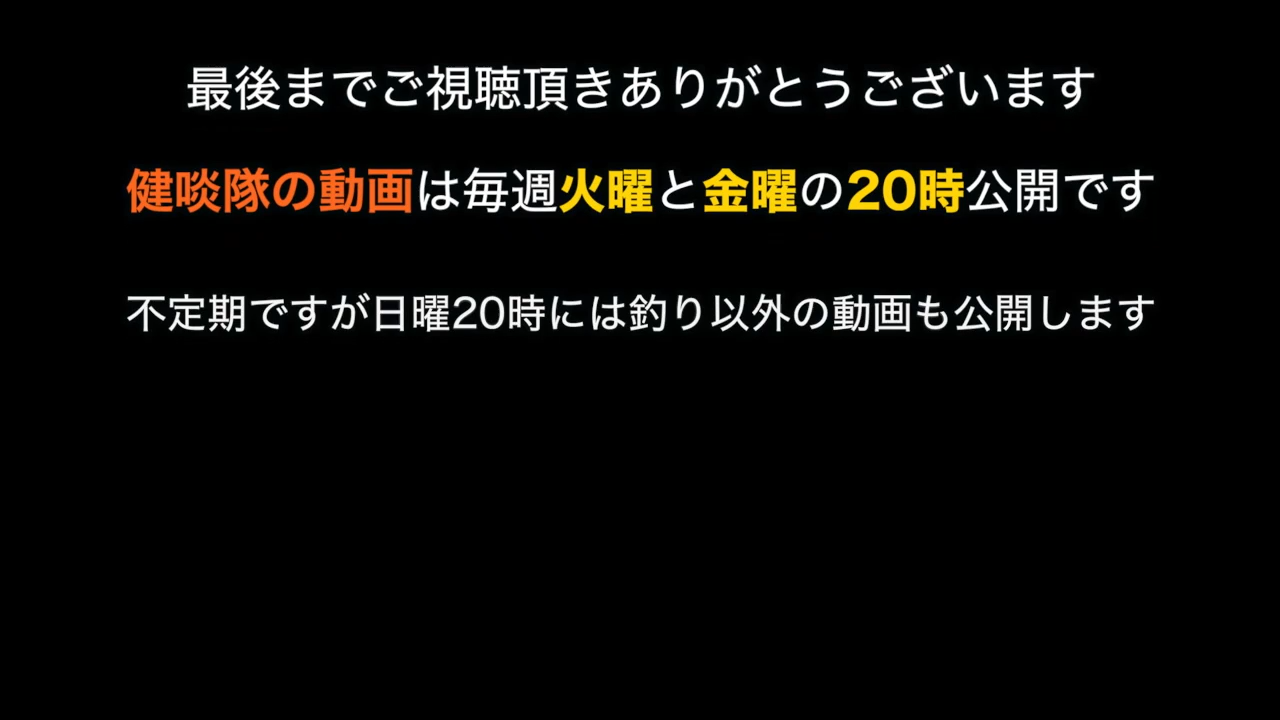 最後までご視聴頂きありがとうございます
健啖隊の動画は毎週火曜と金曜の20時公開です
不定期ですが日曜20時には釣り以外の動画も公開します